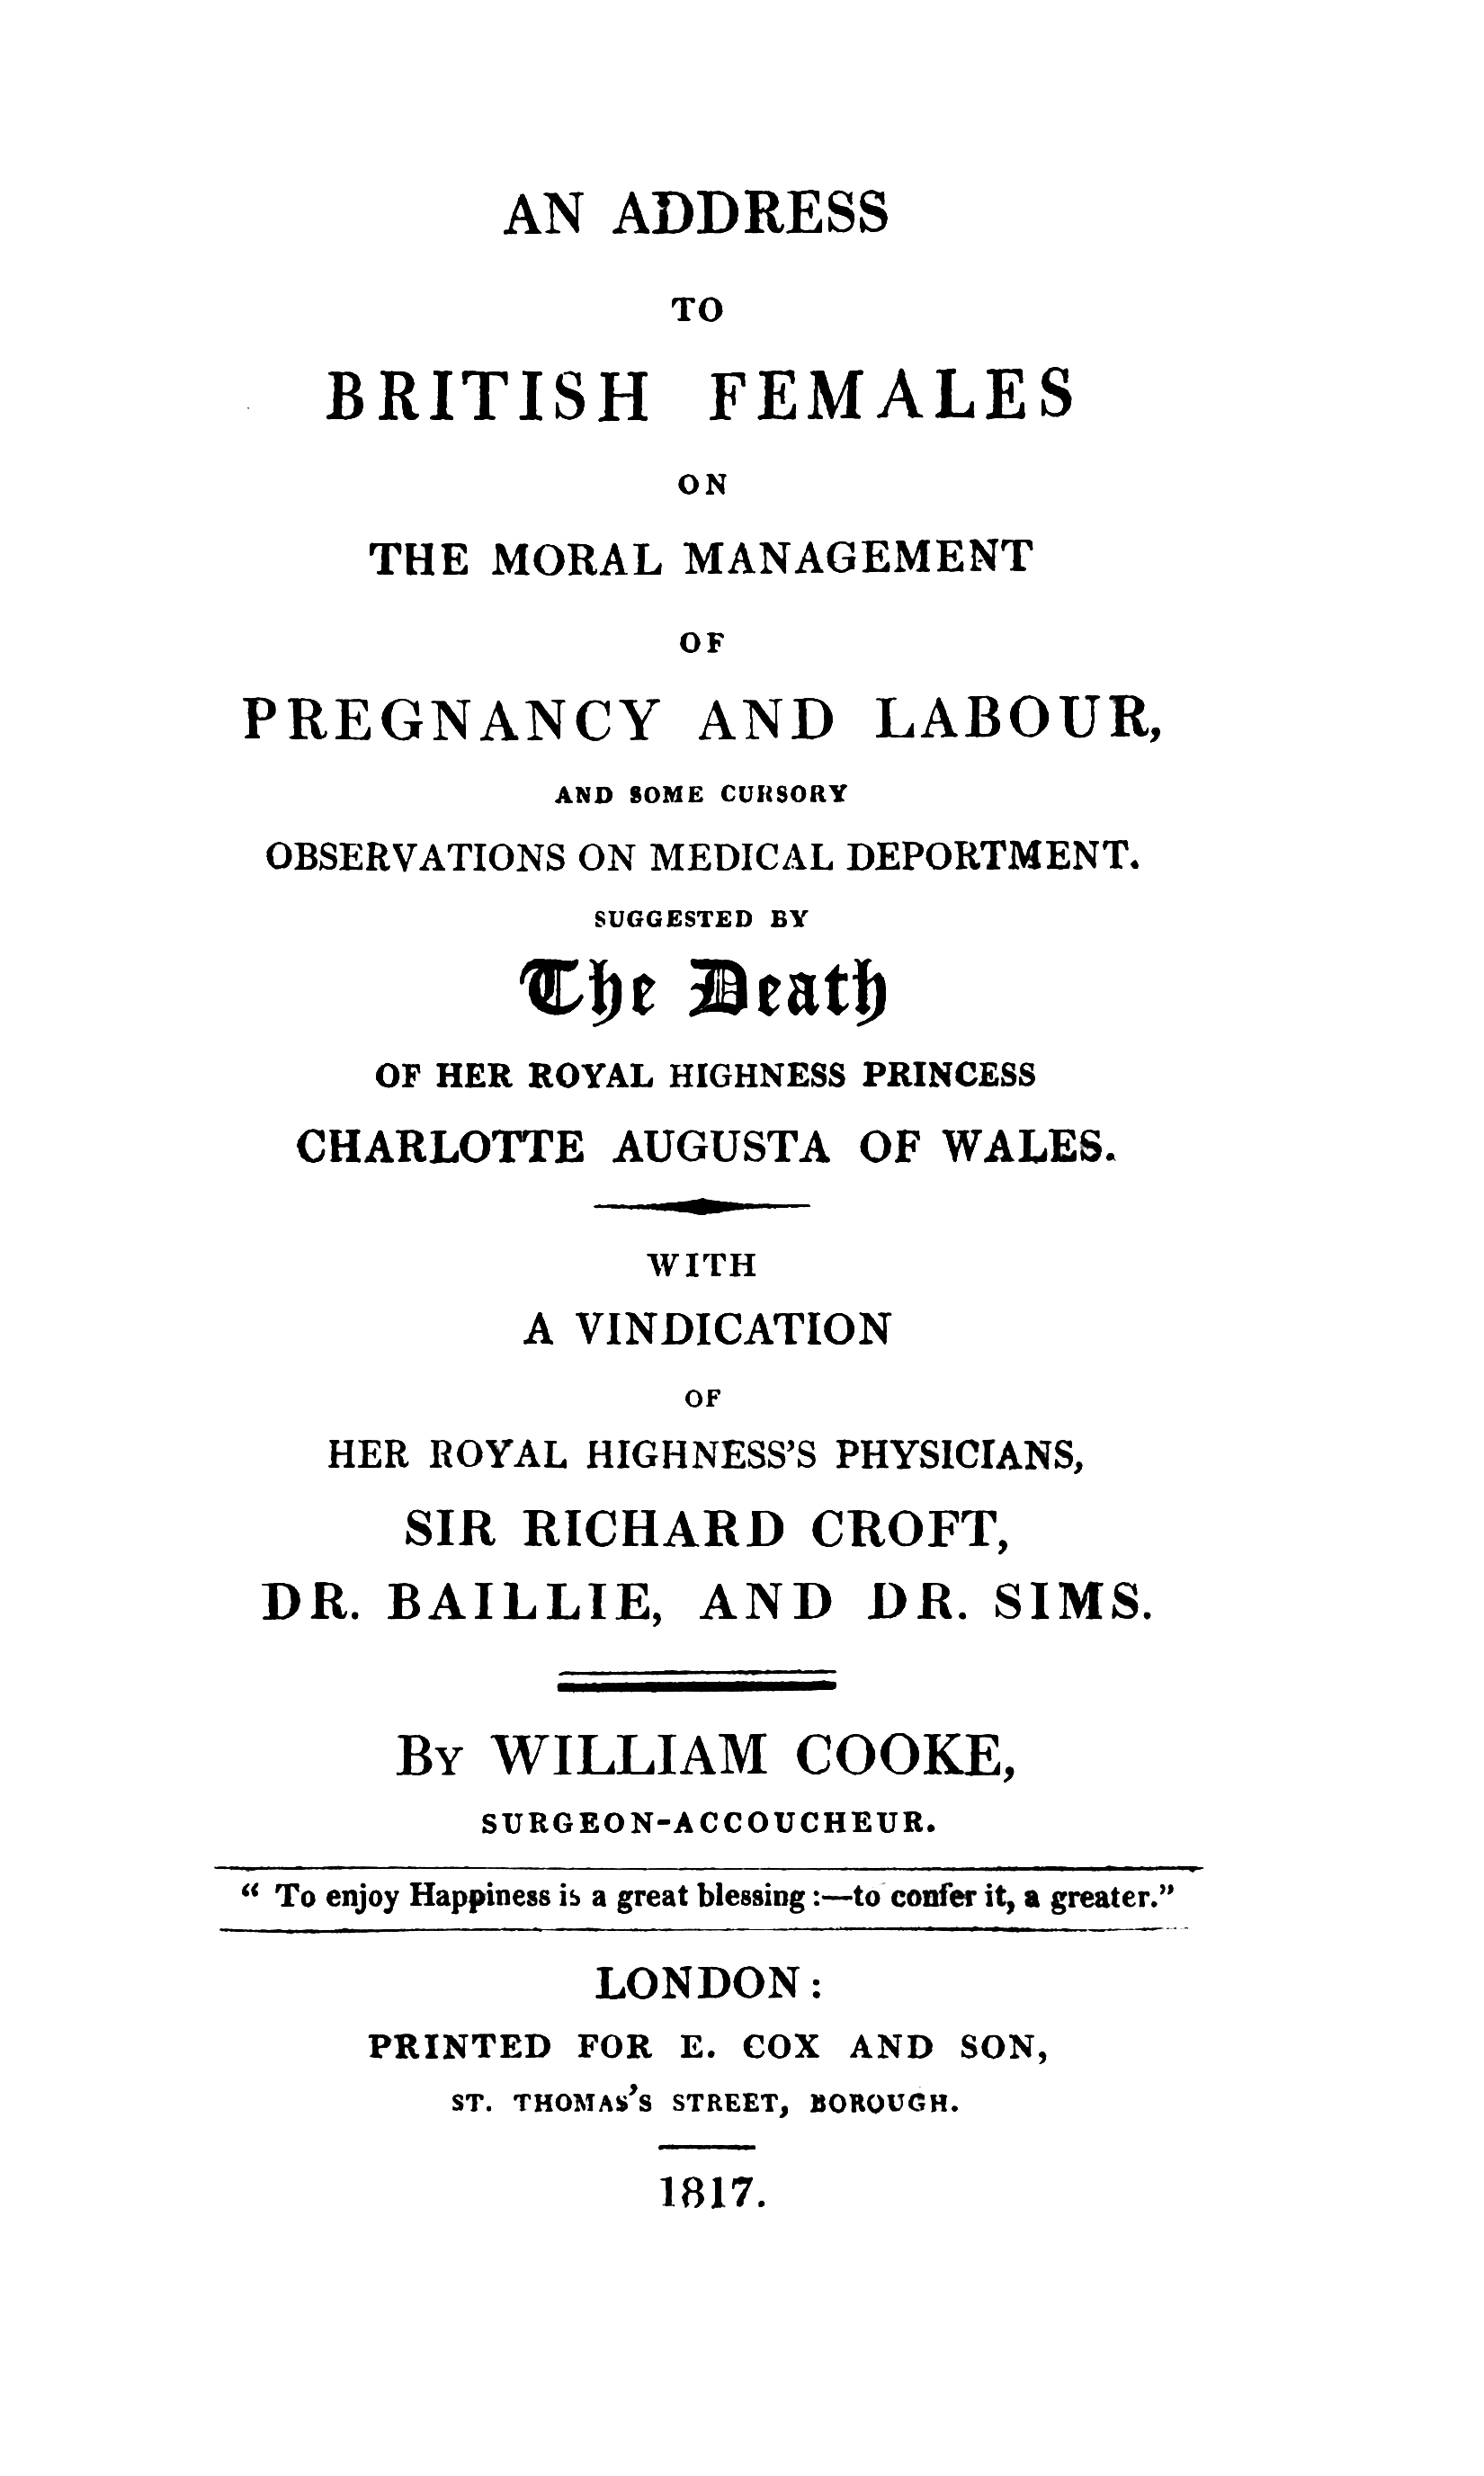 AN ADDRESS
TO
BRITISH FEMALES
ON
THE MORAL MANAGEMENT
OF
PREGNANCY AND LABOUR,
AND SOME CURSORY
OBSERVATIONS ON MEDICAL DEPORTMENT.
SUGGESTED BY
The Death
OF HER ROYAL HIGHNESS PRINCESS
CHARLOTTE AUGUSTA OF WALES.
WITH
A VINDICATION
OF
HER ROYAL HIGHNESS'S PHYSICIANS,
SIR RICHARD CROFT,
DR. BAILLIE, AND DR. SIMS.
BY WILLIAM COOKE,
SURGEON-ACCOUCHEUR.
“ To enjoy Happiness is a great blessing :—to confer it, a greater.”
LONDON :
PRINTED FOR E. COX AND SON,
ST. THOMAS'S STREET, BOROUGH.
1817.